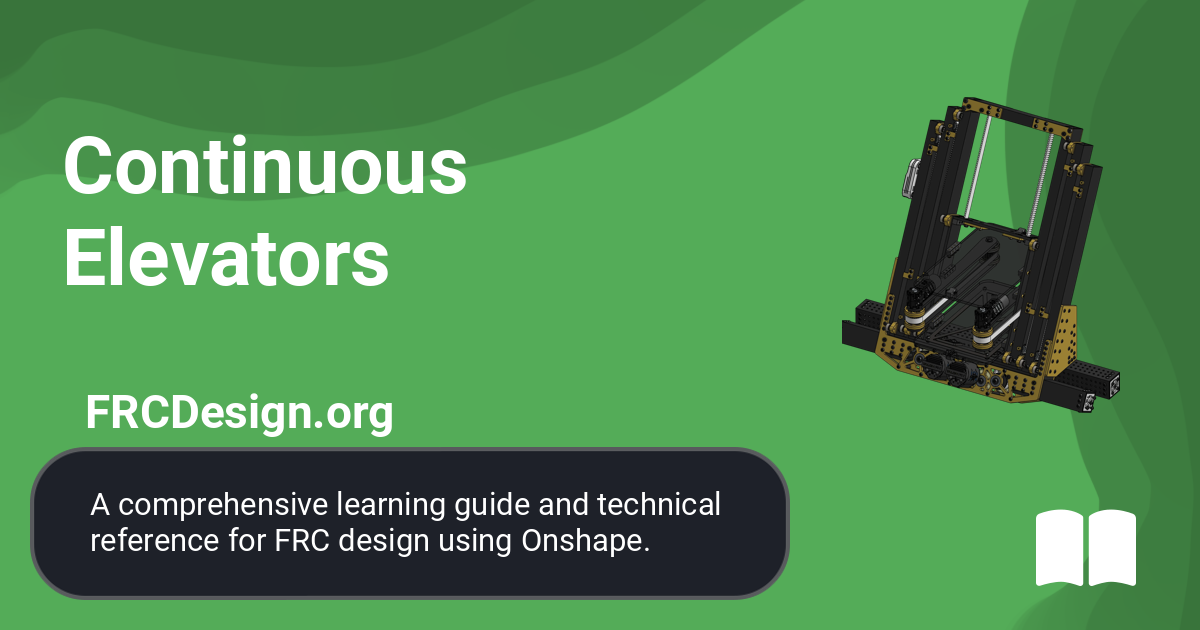 Continuous
Elevators
FRCDesign.org
A comprehensive learning guide and technical
reference for FRC design using Onshape.